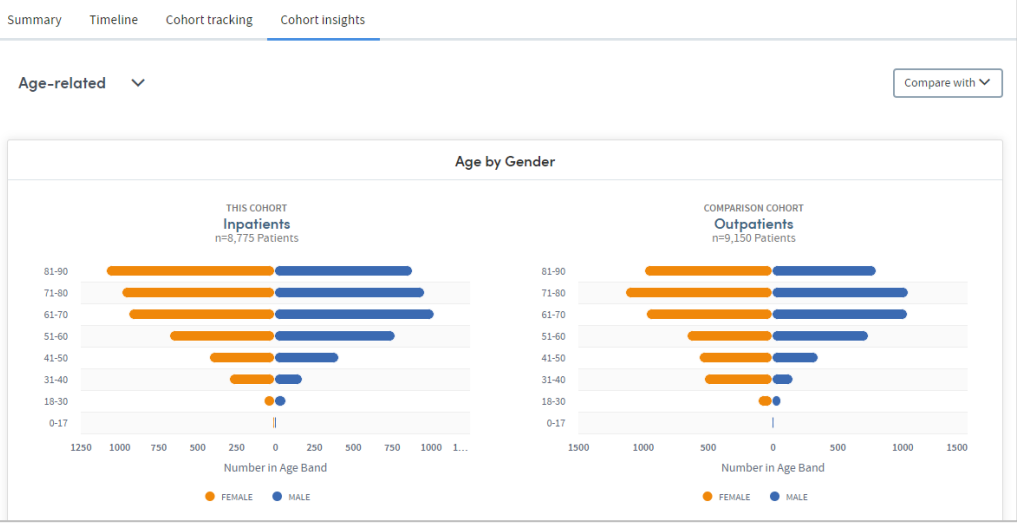 Summary Timeline Cohort tracking Cohort insights
Age-related
Compare with
Age by Gender
THIS COHORT
Inpatients
n=8,775 Patients
81-90
71-80
61-70
51-60
41-50
31-40
18-30
0-17
1250 1000 750 500 250 0 250 500 750 1000 1...
Number in Age Band
FEMALE MALE
COMPARISON COHORT
Outpatients
n=9,150 Patients
81-90
71-80
61-70
51-60
41-50
31-40
18-30
0-17
1500 1000 500 0 500 1000 1500
Number in Age Band
FEMALE MALE